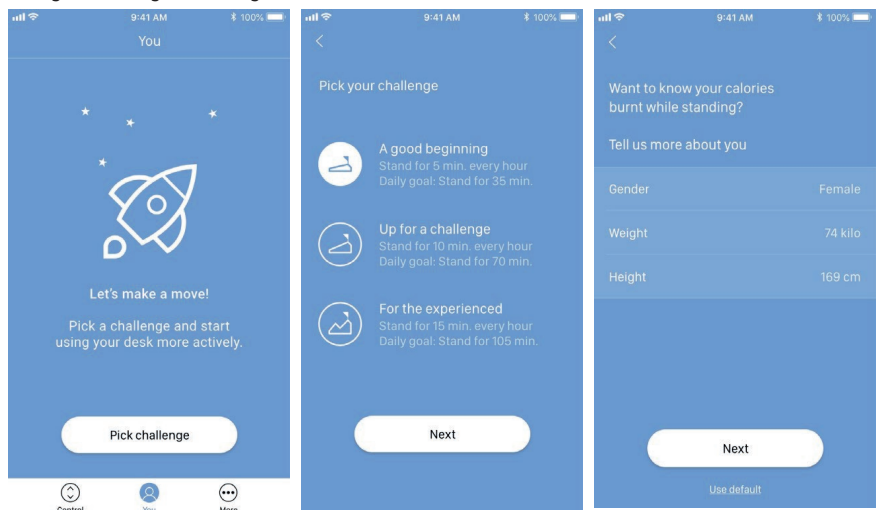 9:41 AM
100%
You
Let's make a move!
Pick a challenge and start
using your desk more actively.
Pick challenge
Control
You
More
9:41 AM
100%
Pick your challenge
A good beginning
Stand for 5 min. every hour
Daily goal: Stand for 35 min.
Up for a challenge
Stand for 10 min. every hour
Daily goal: Stand for 70 min.
For the experienced
Stand for 15 min. every hour
Daily goal: Stand for 105 min.
Next
9:41 AM
100%
Want to know your calories
burnt while standing?
Tell us more about you
Gender Female
Weight 74 kilo
Height 169 cm
Next
Use default